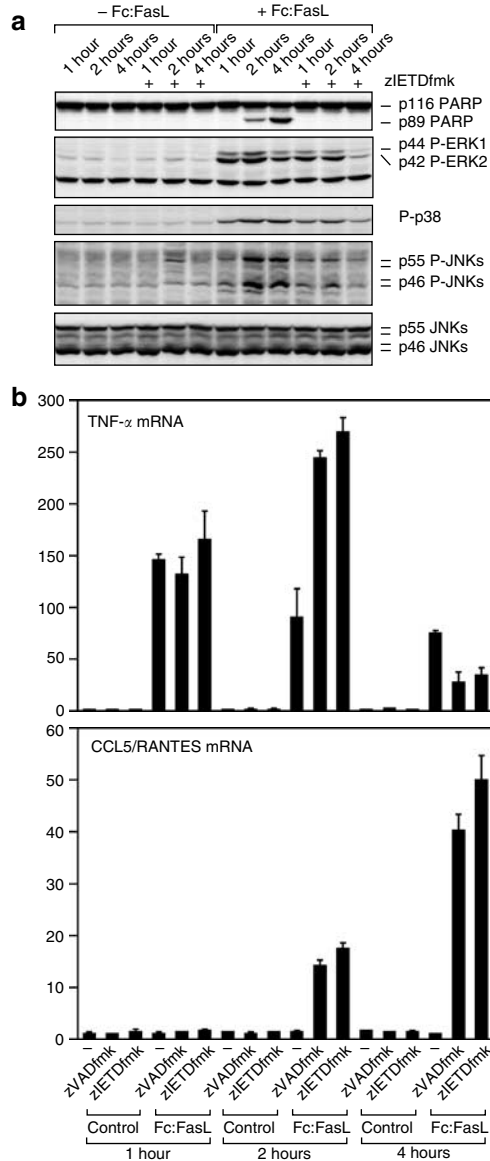 a
– Fc:FasL + Fc:FasL
1 hour 2 hours 4 hours 1 hour 2 hours 4 hours 1 hour 2 hours 4 hours 1 hour 2 hours 4 hours
+ + + + + + zIETDfmk
p116 PARP
p89 PARP
p44 P-ERK1
p42 P-ERK2
P-p38
p55 P-JNKs
p46 P-JNKs
p55 JNKs
p46 JNKs
b
300
TNF-α mRNA
250
200
150
100
50
0
60
CCL5/RANTES mRNA
50
40
30
20
10
0
– zVADfmk zIETDfmk – zVADfmk zIETDfmk – zVADfmk zIETDfmk – zVADfmk zIETDfmk – zVADfmk zIETDfmk – zVADfmk zIETDfmk
Control Fc:FasL Control Fc:FasL Control Fc:FasL
1 hour 2 hours 4 hours